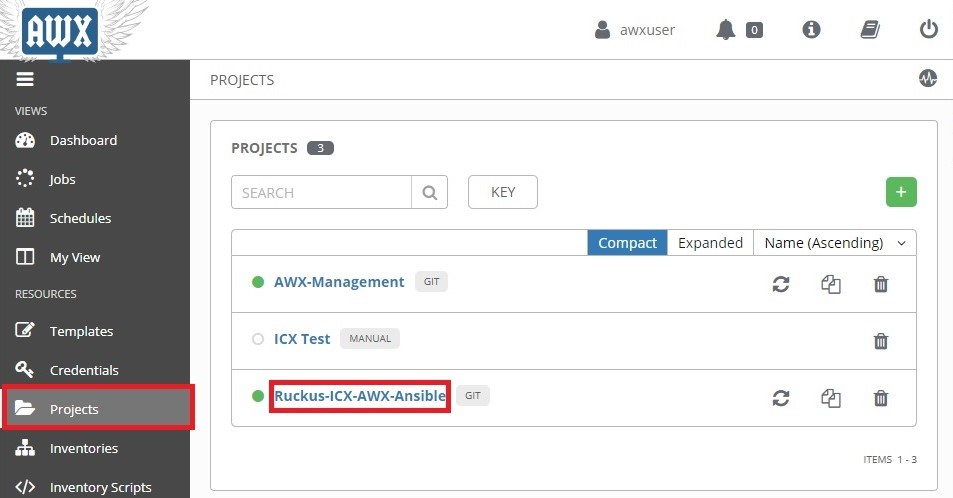 AWX
awxuser 0
PROJECTS
VIEWS
Dashboard
Jobs
Schedules
My View
RESOURCES
Templates
Credentials
Projects
Inventories
Inventory Scripts
PROJECTS 3
SEARCH KEY +
Compact Expanded Name (Ascending)
AWX-Management GIT
ICX Test MANUAL
Ruckus-ICX-AWX-Ansible GIT
ITEMS 1 - 3